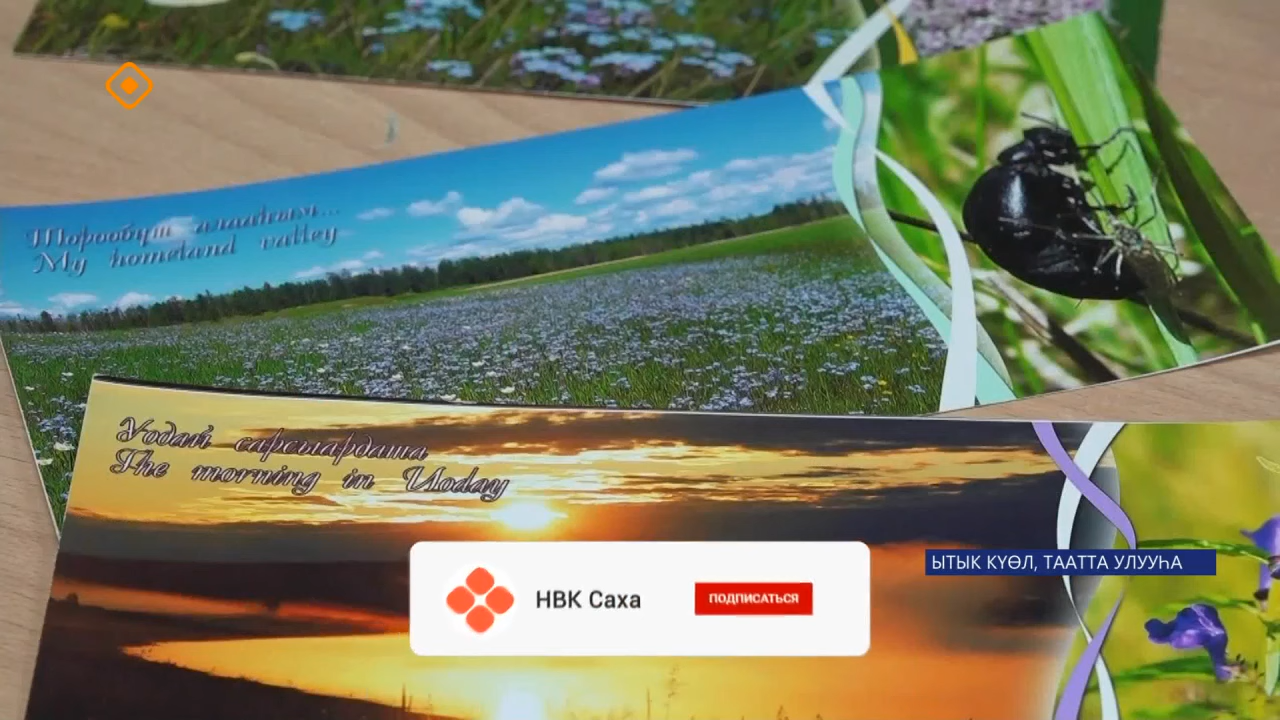 Төрөөбүт алааһым...
My homeland valley
Уодай сарсыардата
The morning in Uoday
НВК Саха
ПОДПИСАТЬСЯ
ЫТЫК КҮӨЛ, ТААТТА УЛУУҺА